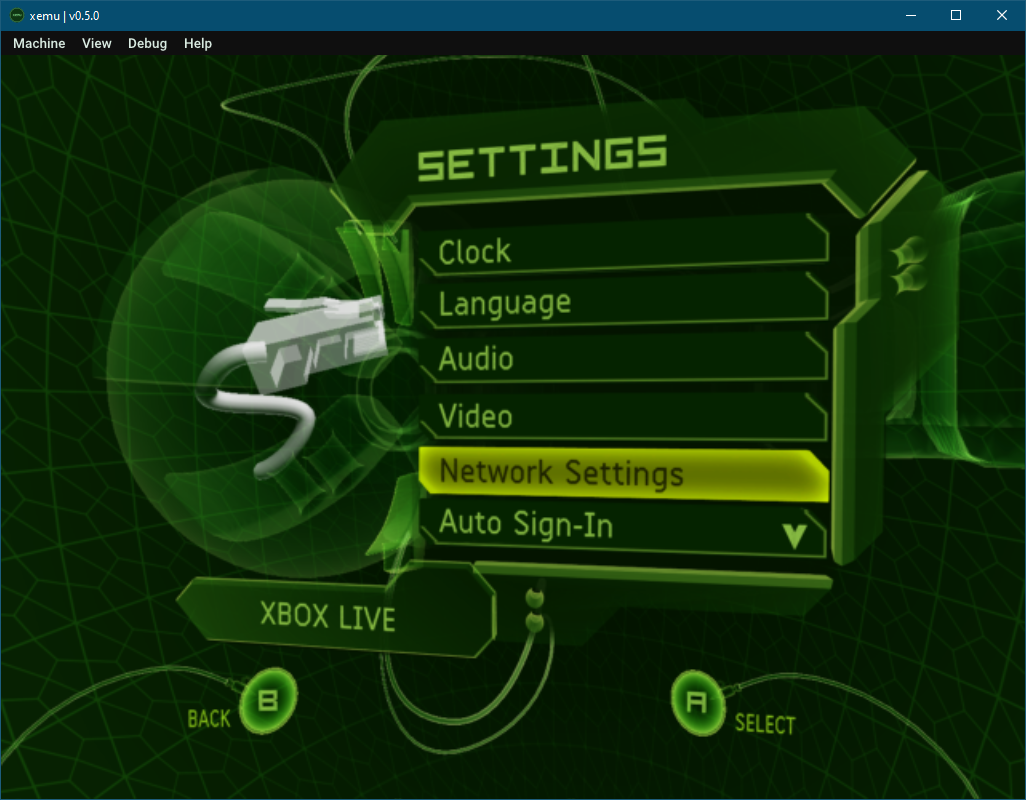 xemu | v0.5.0
Machine View Debug Help
SETTINGS
Clock
Language
Audio
Video
Network Settings
Auto Sign-In
XBOX LIVE
B
BACK
A
SELECT